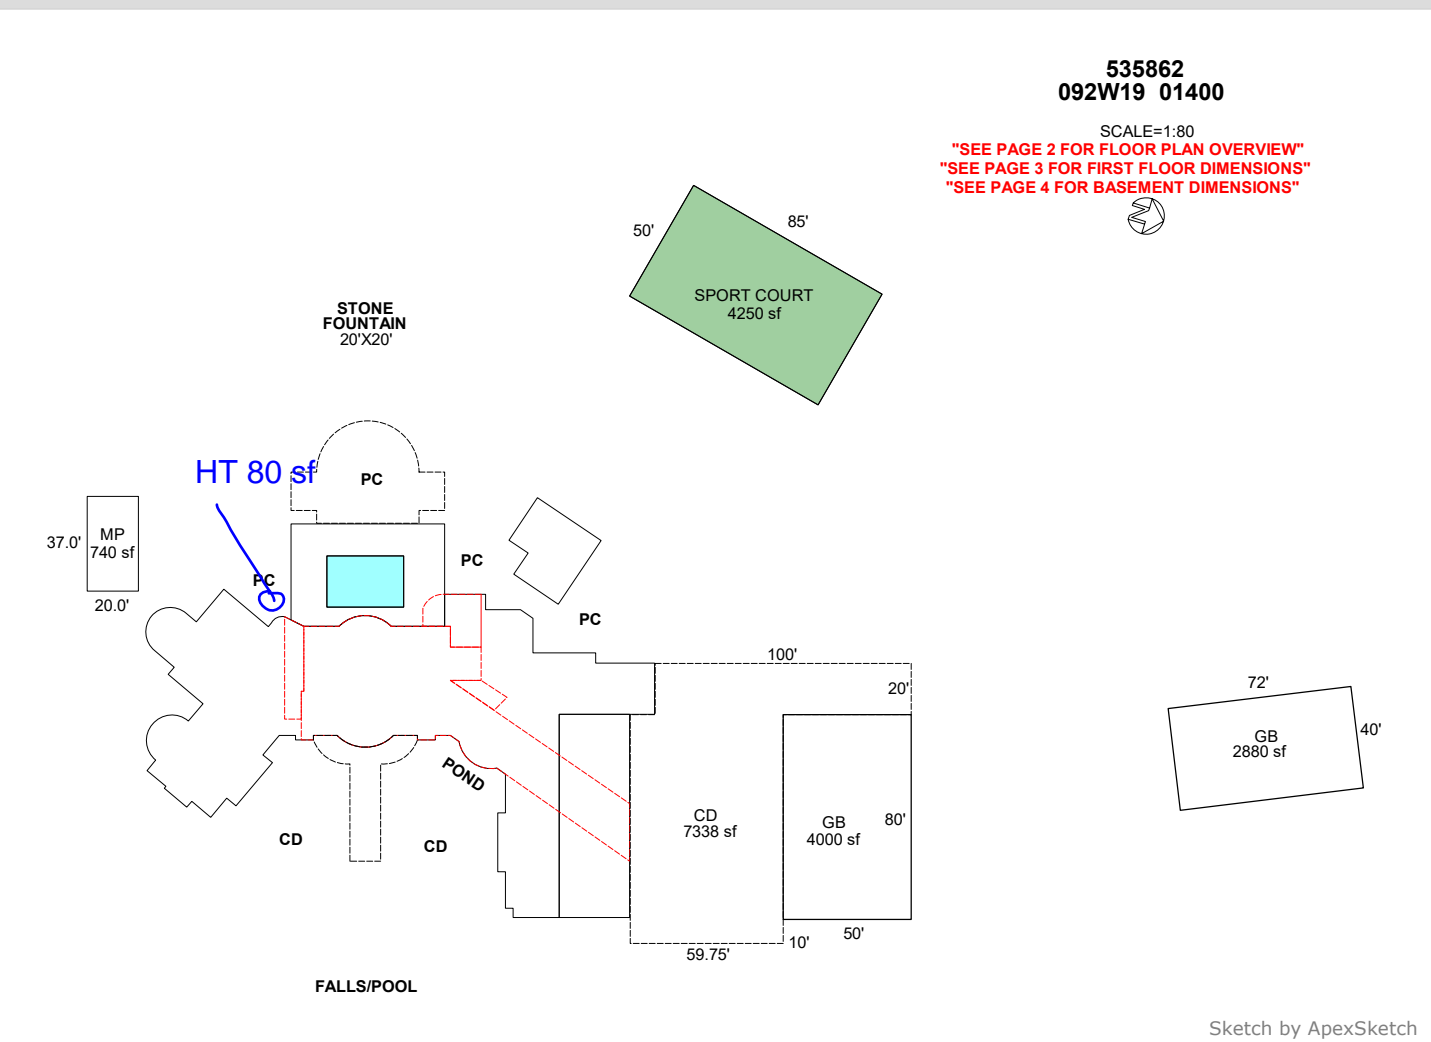 535862
092W19 01400
SCALE=1:80
"SEE PAGE 2 FOR FLOOR PLAN OVERVIEW"
"SEE PAGE 3 FOR FIRST FLOOR DIMENSIONS"
"SEE PAGE 4 FOR BASEMENT DIMENSIONS"
50'
85'
SPORT COURT
4250 sf
STONE
FOUNTAIN
20'X20'
HT 80 sf
PC
37.0'
MP
740 sf
20.0'
PC
PC
PC
100'
20'
72'
40'
GB
2880 sf
POND
CD
7338 sf
GB
4000 sf
80'
CD
CD
59.75'
10'
50'
FALLS/POOL
Sketch by ApexSketch